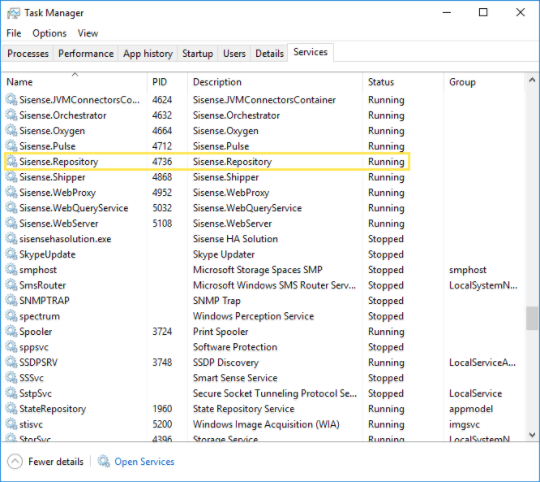 Task Manager
File Options View
Processes Performance App history Startup Users Details Services
Name PID Description Status Group
Sisense.JVMConnectorsCo... 4624 Sisense.JVMConnectorsContainer Running
Sisense.Orchestrator 4632 Sisense.Orchestrator Running
Sisense.Oxygen 4664 Sisense.Oxygen Running
Sisense.Pulse 4712 Sisense.Pulse Running
Sisense.Repository 4736 Sisense.Repository Running
Sisense.Shipper 4868 Sisense.Shipper Running
Sisense.WebProxy 4952 Sisense.WebProxy Running
Sisense.WebQueryService 5032 Sisense.WebQueryService Running
Sisense.WebServer 5108 Sisense.WebServer Running
sisensehasolution.exe Sisense HA Solution Stopped
SkypeUpdate Skype Updater Stopped
smphost Microsoft Storage Spaces SMP Stopped smphost
SmsRouter Microsoft Windows SMS Router Serv... Stopped LocalSystemN...
SNMPTRAP SNMP Trap Stopped
spectrum Windows Perception Service Stopped
Spooler 3724 Print Spooler Running
sppsvc Software Protection Stopped
SSDPSRV 3748 SSDP Discovery Running LocalServiceA...
SSSvc Smart Sense Service Stopped
SstpSvc Secure Socket Tunneling Protocol Se... Stopped LocalService
StateRepository 1960 State Repository Service Running appmodel
stisvc 5200 Windows Image Acquisition (WIA) Running imgsvc
StorSvc 4396 Storage Service Running LocalSystemN...
Fewer details Open Services